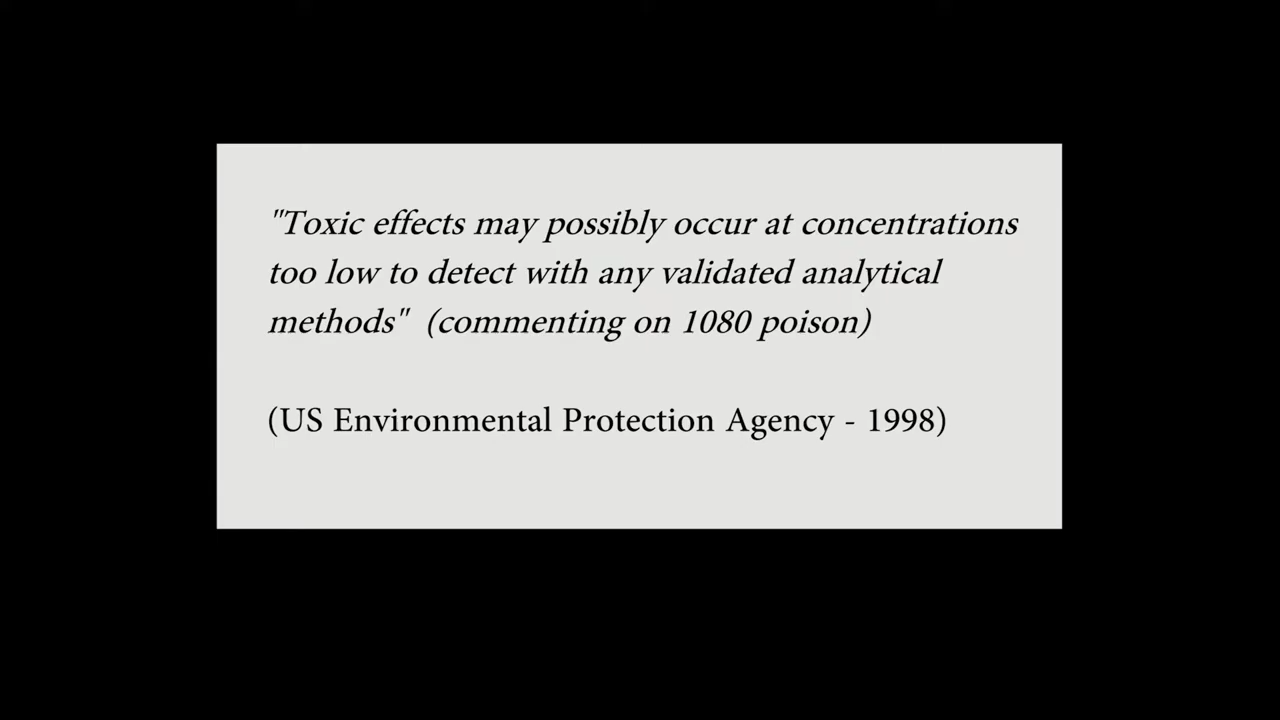 "Toxic effects may possibly occur at concentrations
too low to detect with any validated analytical
methods"  (commenting on 1080 poison)
(US Environmental Protection Agency - 1998)